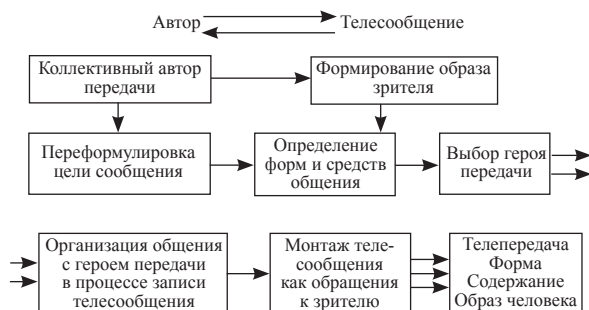 Автор Телесообщение
Коллективный автор
передачи
Формирование образа
зрителя
Переформулировка
цели сообщения
Определение
форм и средств
общения
Выбор героя
передачи
Организация общения
с героем передачи
в процессе записи
телесообщения
Монтаж теле-
сообщения
как обращения
к зрителю
Телепередача
Форма
Содержание
Образ человека